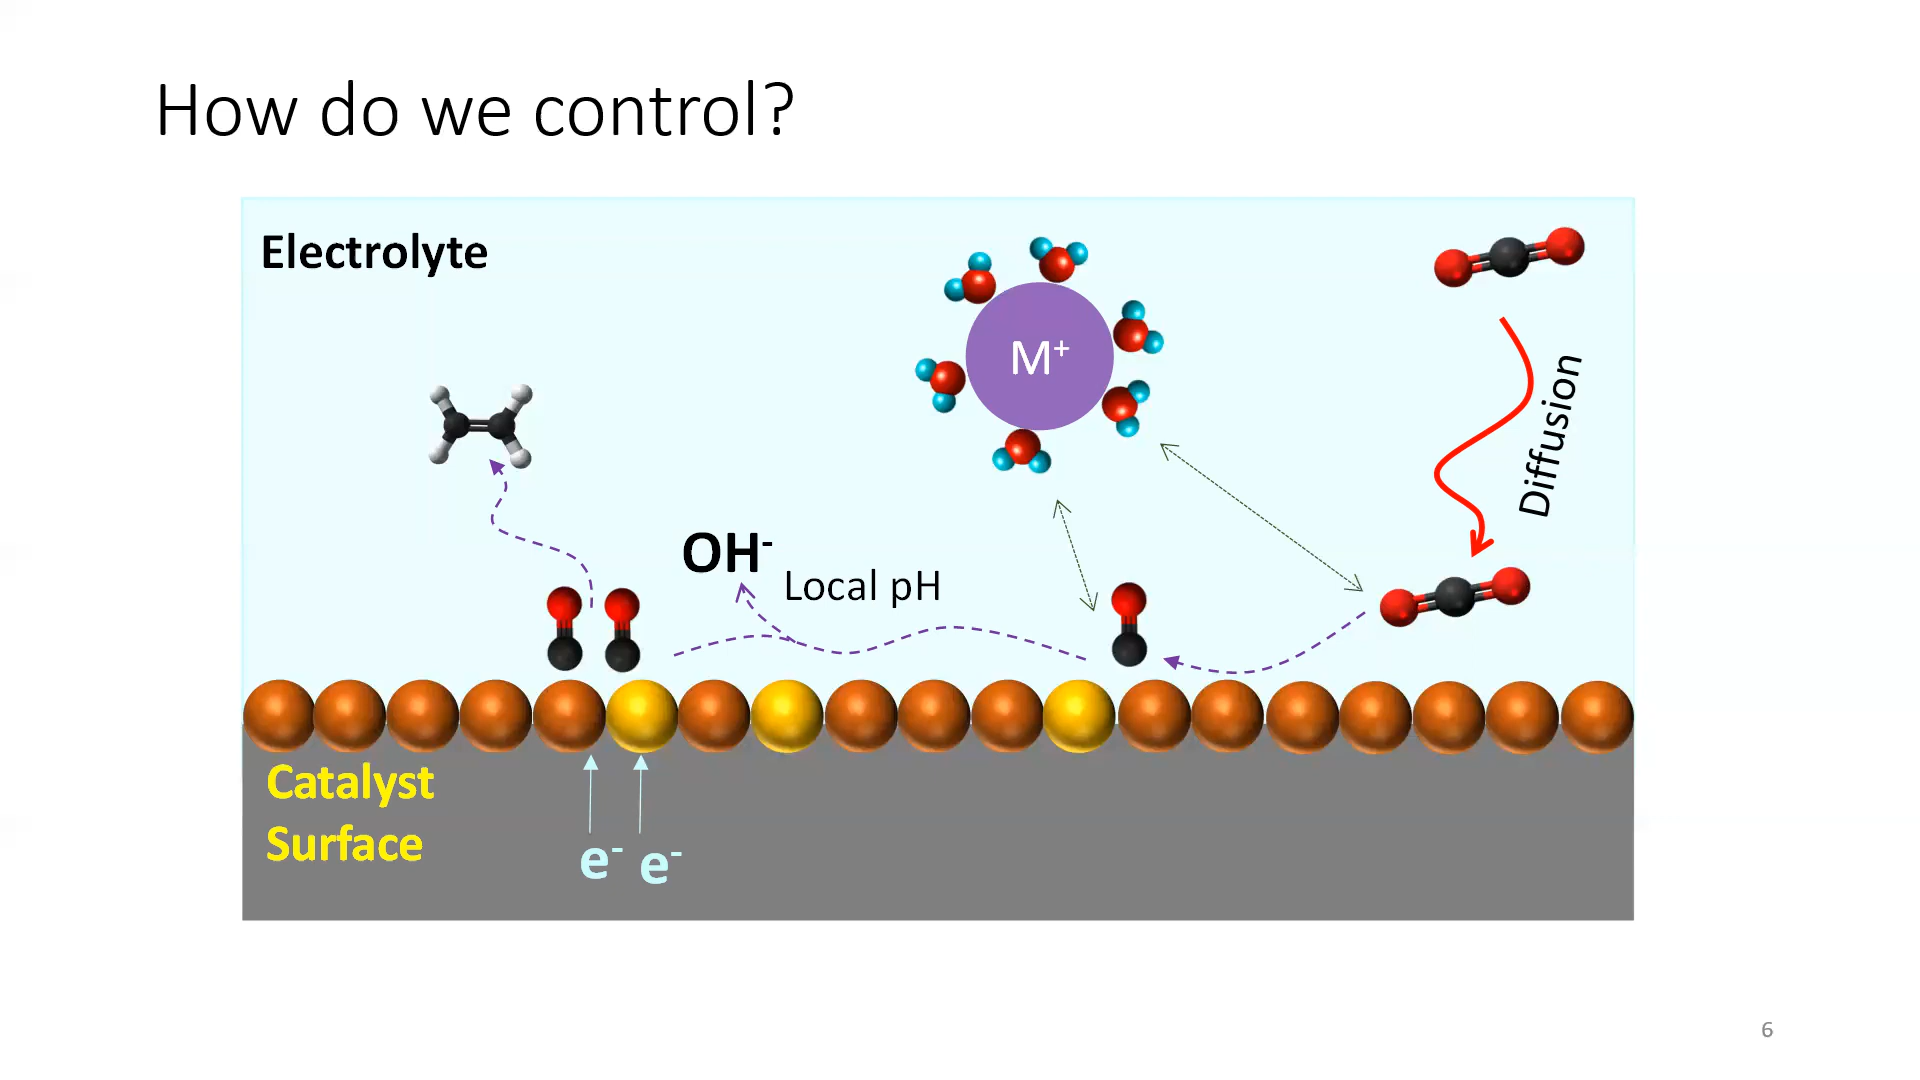 How do we control?
Electrolyte
M⁺
Diffusion
OH⁻
Local pH
Catalyst
Surface
e⁻ e⁻
6